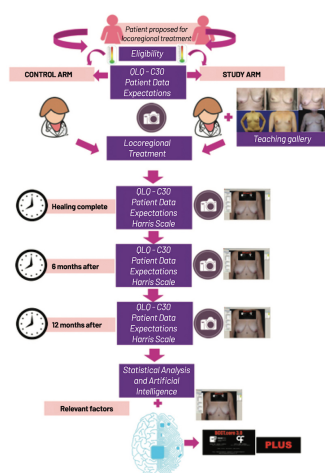 Patient proposed for
locoregional treatment
Eligibility
CONTROL ARM
QLQ - C30
Patient Data
Expectations
STUDY ARM
Teaching gallery
Locoregional
Treatment
Healing complete
QLQ - C30
Patient Data
Expectations
Harris Scale
6 months after
QLQ - C30
Patient Data
Expectations
Harris Scale
12 months after
QLQ - C30
Patient Data
Expectations
Harris Scale
Statistical Analysis
and Artificial
Intelligence
Relevant factors
PLUS